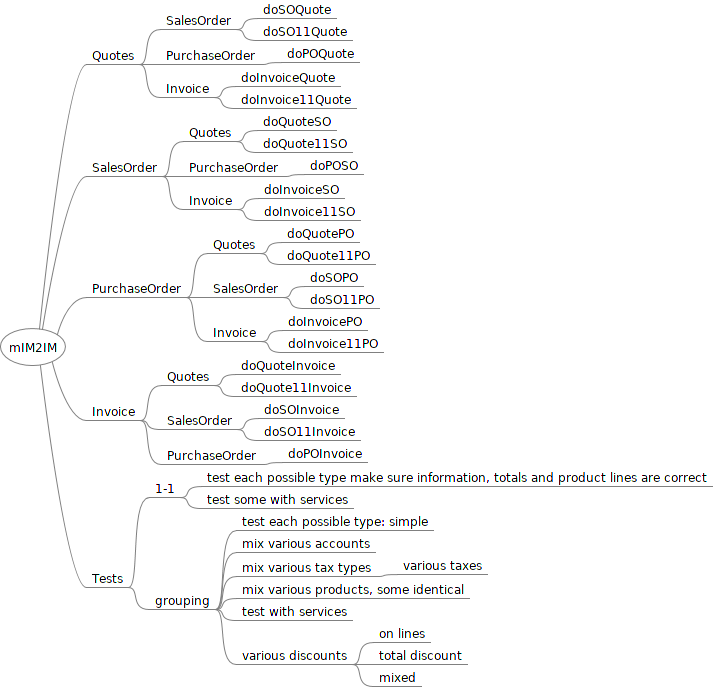 mIM2IM
Quotes
SalesOrder
doSOQuote
doSO11Quote
PurchaseOrder
doPOQuote
Invoice
doInvoiceQuote
doInvoice11Quote
SalesOrder
Quotes
doQuoteSO
doQuote11SO
PurchaseOrder
doPOSO
Invoice
doInvoiceSO
doInvoice11SO
PurchaseOrder
Quotes
doQuotePO
doQuote11PO
SalesOrder
doSOPO
doSO11PO
Invoice
doInvoicePO
doInvoice11PO
Invoice
Quotes
doQuoteInvoice
doQuote11Invoice
SalesOrder
doSOInvoice
doSO11Invoice
PurchaseOrder
doPOInvoice
Tests
1-1
test each possible type make sure information, totals and product lines are correct
test some with services
grouping
test each possible type: simple
mix various accounts
mix various tax types
various taxes
mix various products, some identical
test with services
various discounts
on lines
total discount
mixed